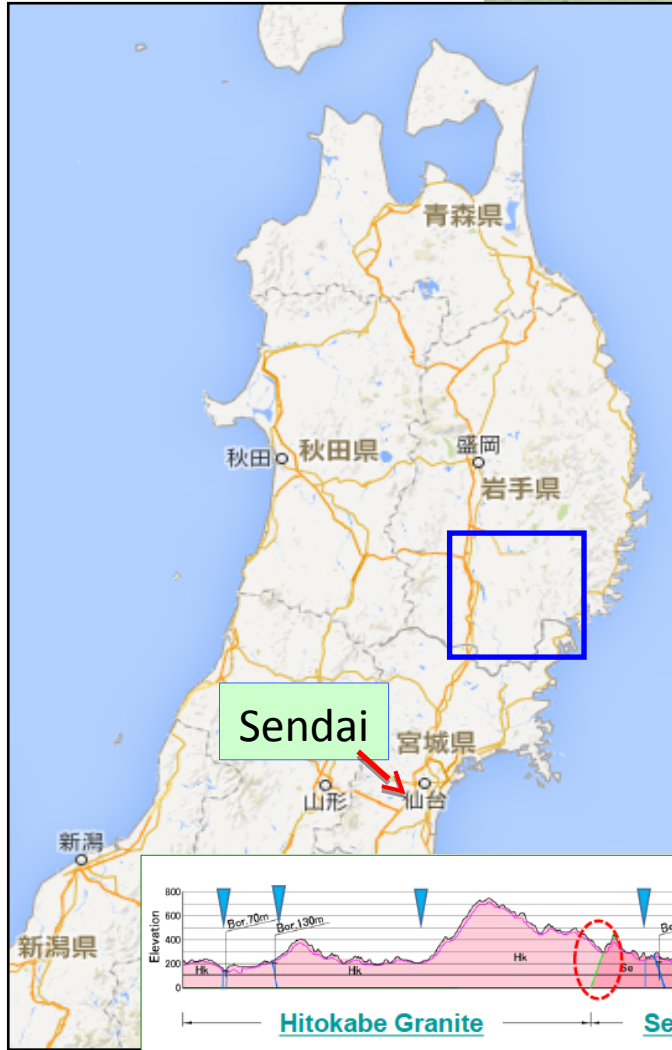 青森県
秋田 秋田県
盛岡
岩手県
Sendai
宮城県
山形 仙台
新潟
新潟県
Elevation
800
600
400
200
0
Bor.70m
Bor.130m
Hk
Hk
Hk
Se
Hitokabe Granite